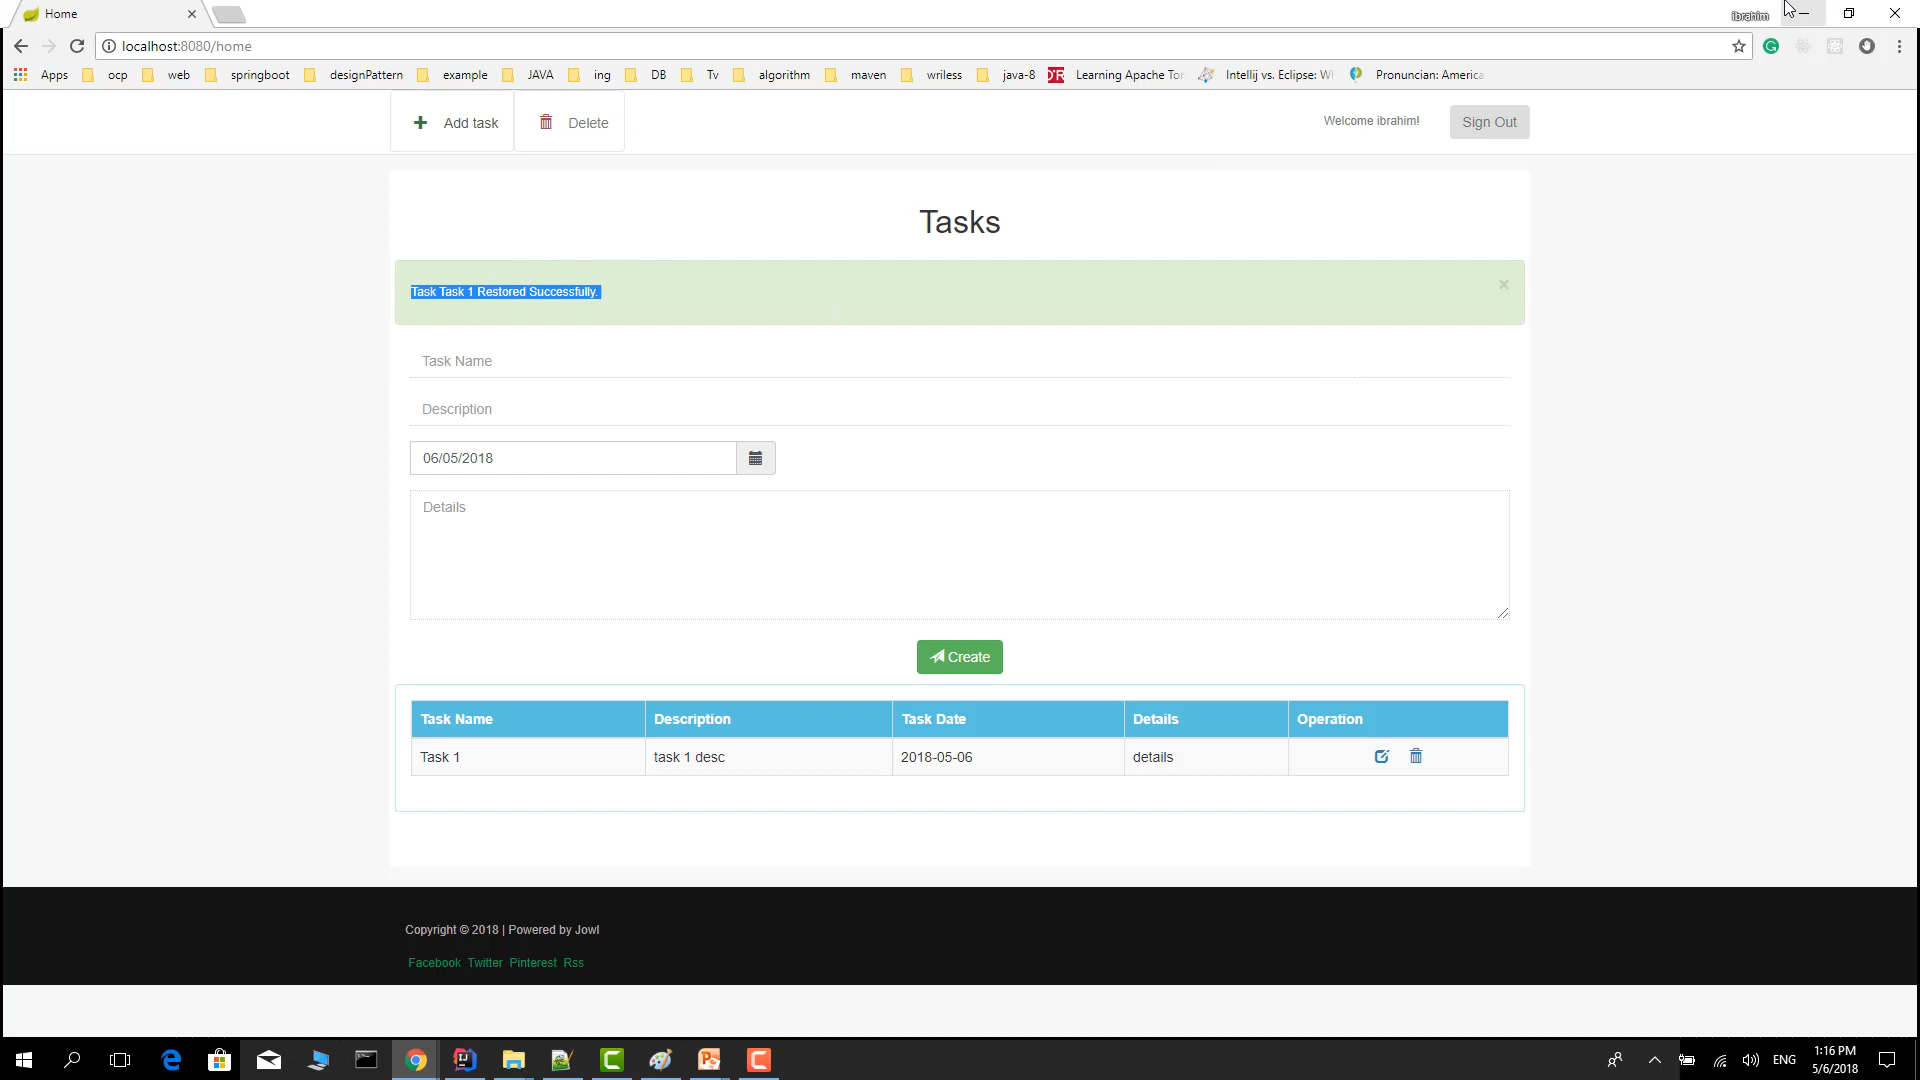 Home
ibrahim
localhost:8080/home
Apps ocp web springboot designPattern example JAVA ing DB Tv algorithm maven wriless java-8 Learning Apache Tor Intellij vs. Eclipse: W Pronuncian: America
Add task Delete Welcome ibrahim! Sign Out
Tasks
Task Task 1 Restored Successfully. ×
Task Name
Description
06/05/2018
Details
Create
Task Name Description Task Date Details Operation
Task 1 task 1 desc 2018-05-06 details
Copyright © 2018 | Powered by Jowl
Facebook Twitter Pinterest Rss
ENG 1:16 PM
5/6/2018